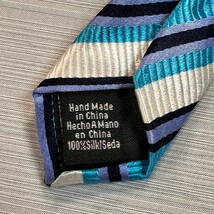 Hand Made
in China
Hecho A Mano
en China
100% Silk/Seda